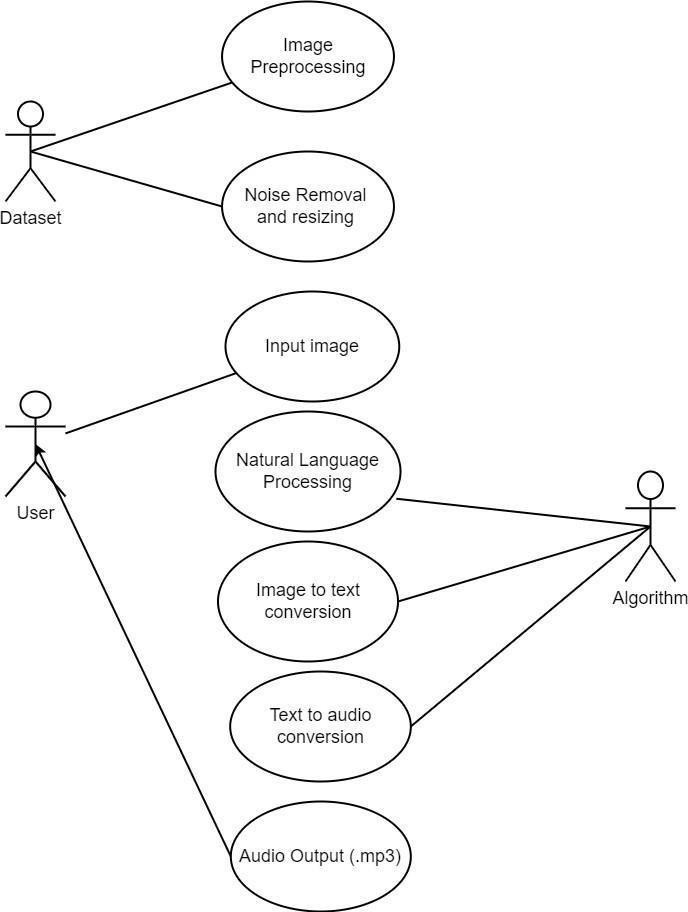 Image
Preprocessing
Dataset
Noise Removal
and resizing
Input image
User
Natural Language
Processing
Image to text
conversion
Algorithm
Text to audio
conversion
Audio Output (.mp3)